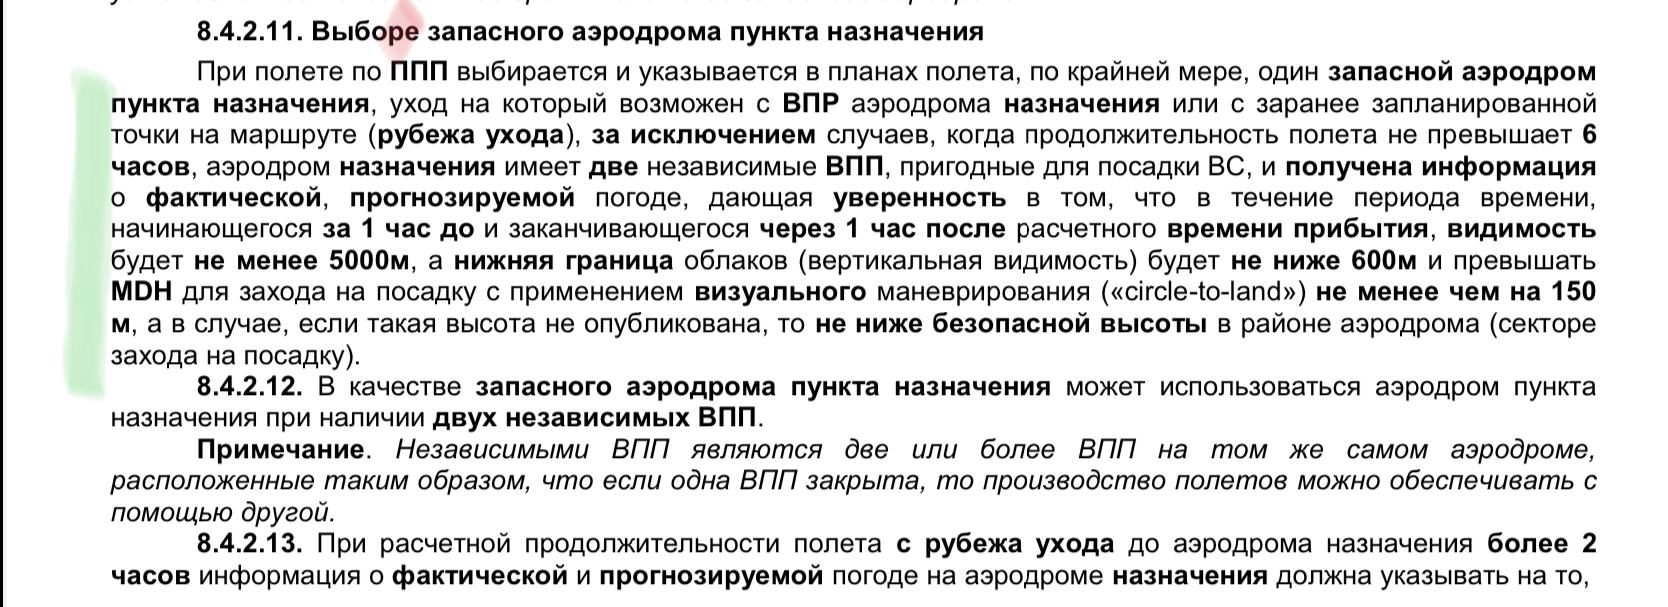 8.4.2.11. Выборе запасного аэродрома пункта назначения
При полете по ППП выбирается и указывается в планах полета, по крайней мере, один запасной аэродром
пункта назначения, уход на который возможен с ВПР аэродрома назначения или с заранее запланированной
точки на маршруте (рубежа ухода), за исключением случаев, когда продолжительность полета не превышает 6
часов, аэродром назначения имеет две независимые ВПП, пригодные для посадки ВС, и получена информация
о фактической, прогнозируемой погоде, дающая уверенность в том, что в течение периода времени,
начинающегося за 1 час до и заканчивающегося через 1 час после расчетного времени прибытия, видимость
будет не менее 5000м, а нижняя граница облаков (вертикальная видимость) будет не ниже 600м и превышать
MDH для захода на посадку с применением визуального маневрирования («circle-to-land») не менее чем на 150
м, а в случае, если такая высота не опубликована, то не ниже безопасной высоты в районе аэродрома (секторе
захода на посадку).
8.4.2.12. В качестве запасного аэродрома пункта назначения может использоваться аэродром пункта
назначения при наличии двух независимых ВПП.
Примечание. Независимыми ВПП являются две или более ВПП на том же самом аэродроме,
расположенные таким образом, что если одна ВПП закрыта, то производство полетов можно обеспечивать с
помощью другой.
8.4.2.13. При расчетной продолжительности полета с рубежа ухода до аэродрома назначения более 2
часов информация о фактической и прогнозируемой погоде на аэродроме назначения должна указывать на то,